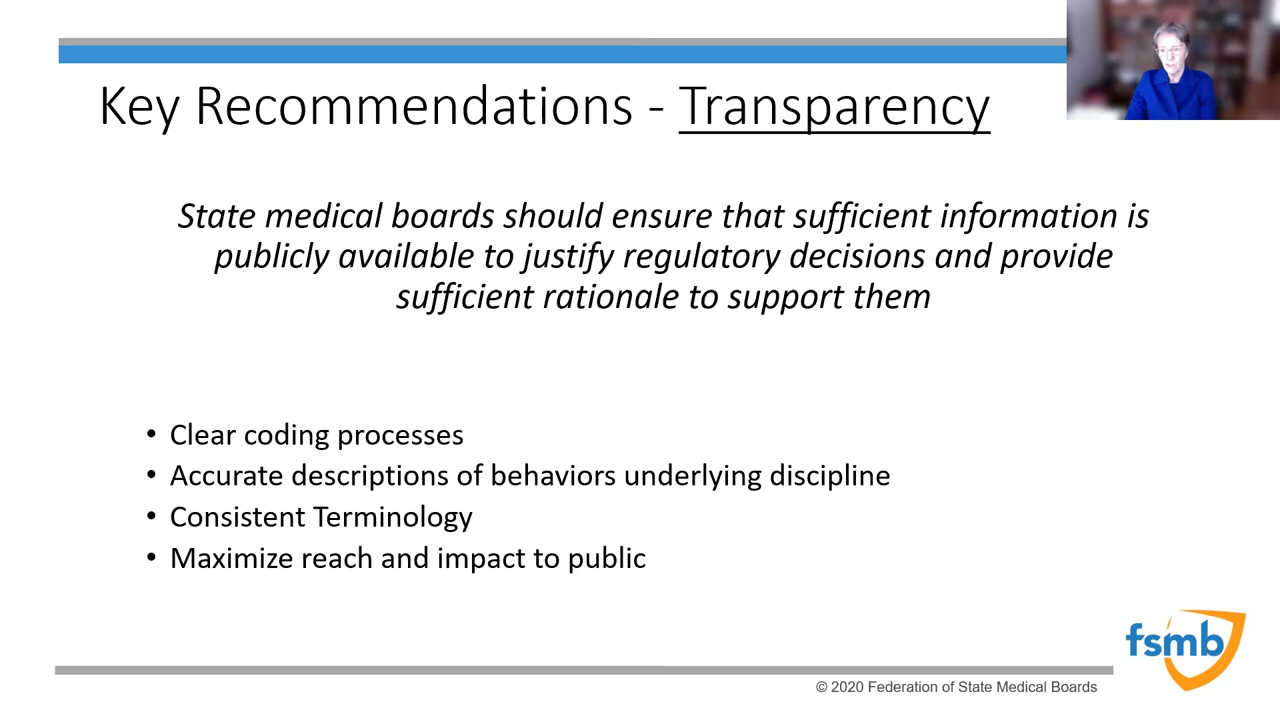 Key Recommendations - Transparency
State medical boards should ensure that sufficient information is
publicly available to justify regulatory decisions and provide
sufficient rationale to support them
• Clear coding processes
• Accurate descriptions of behaviors underlying discipline
• Consistent Terminology
• Maximize reach and impact to public
fsmb
© 2020 Federation of State Medical Boards